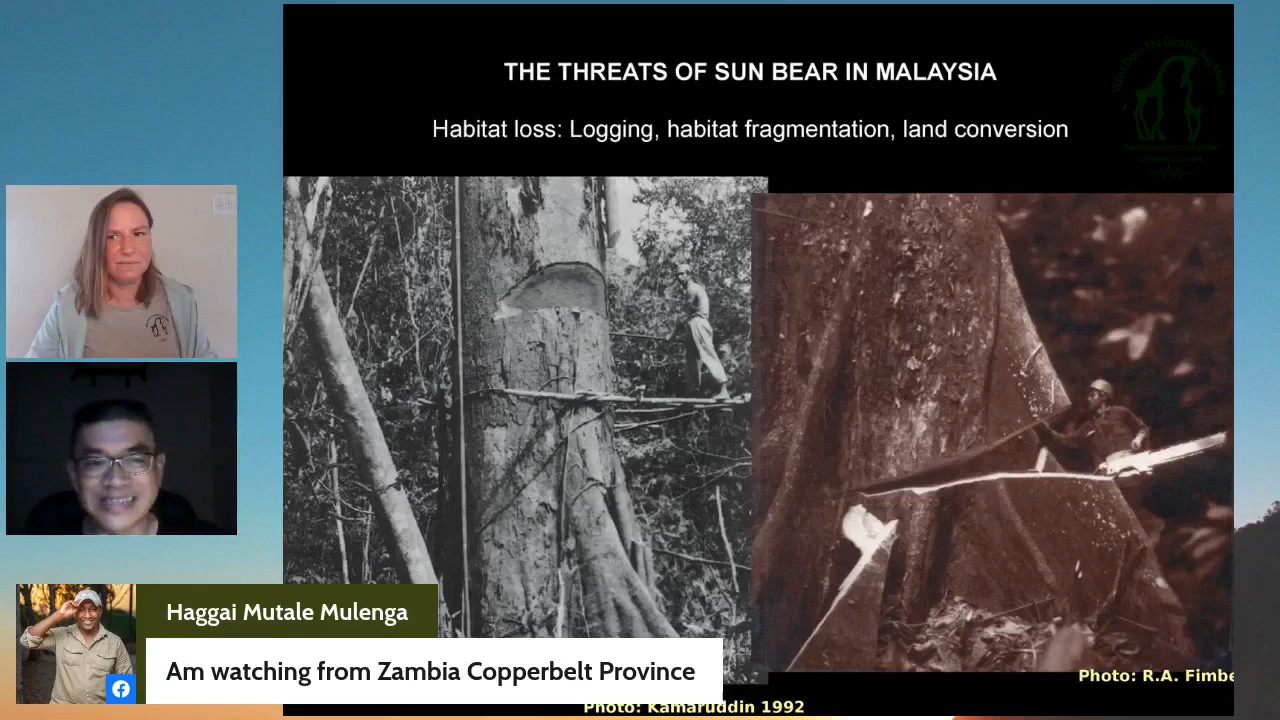 THE THREATS OF SUN BEAR IN MALAYSIA
Habitat loss: Logging, habitat fragmentation, land conversion
Haggai Mutale Mulenga
Am watching from Zambia Copperbelt Province
Photo: R.A. Fimbe
Photo: Kamaruddin 1992